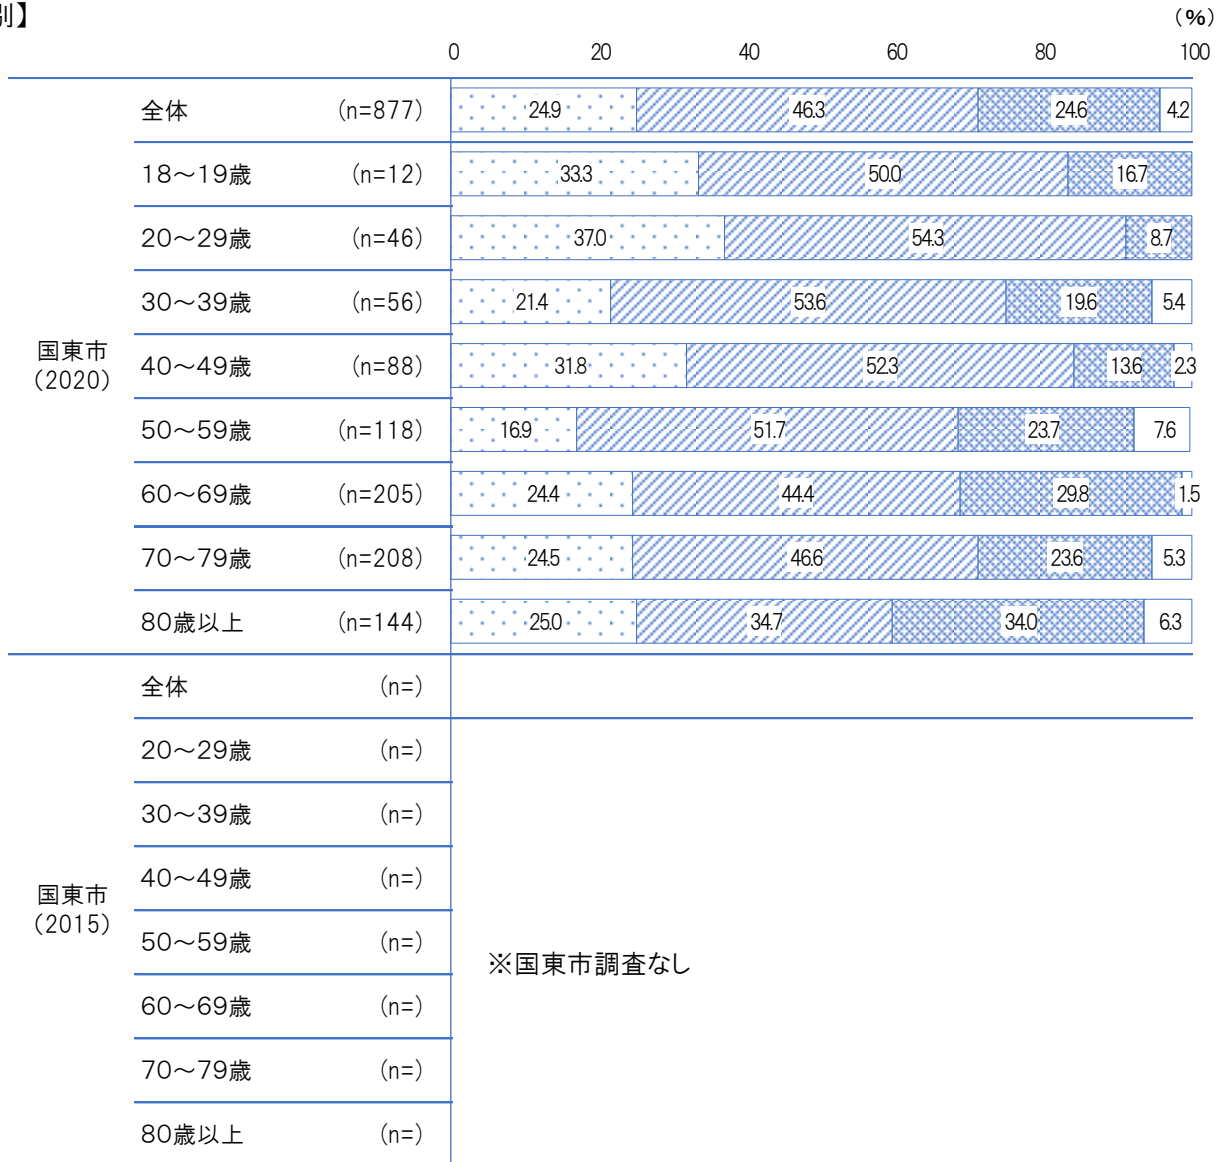 別】
（%）
0 20 40 60 80 100
全体 (n=877) 24.9 46.3 24.6 4.2
18～19歳 (n=12) 33.3 50.0 16.7
20～29歳 (n=46) 37.0 54.3 8.7
30～39歳 (n=56) 21.4 53.6 19.6 5.4
国東市
（2020）
40～49歳 (n=88) 31.8 52.3 13.6 2.3
50～59歳 (n=118) 16.9 51.7 23.7 7.6
60～69歳 (n=205) 24.4 44.4 29.8 1.5
70～79歳 (n=208) 24.5 46.6 23.6 5.3
80歳以上 (n=144) 25.0 34.7 34.0 6.3
全体 (n=)
20～29歳 (n=)
30～39歳 (n=)
40～49歳 (n=)
国東市
（2015）
50～59歳 (n=)
※国東市調査なし
60～69歳 (n=)
70～79歳 (n=)
80歳以上 (n=)